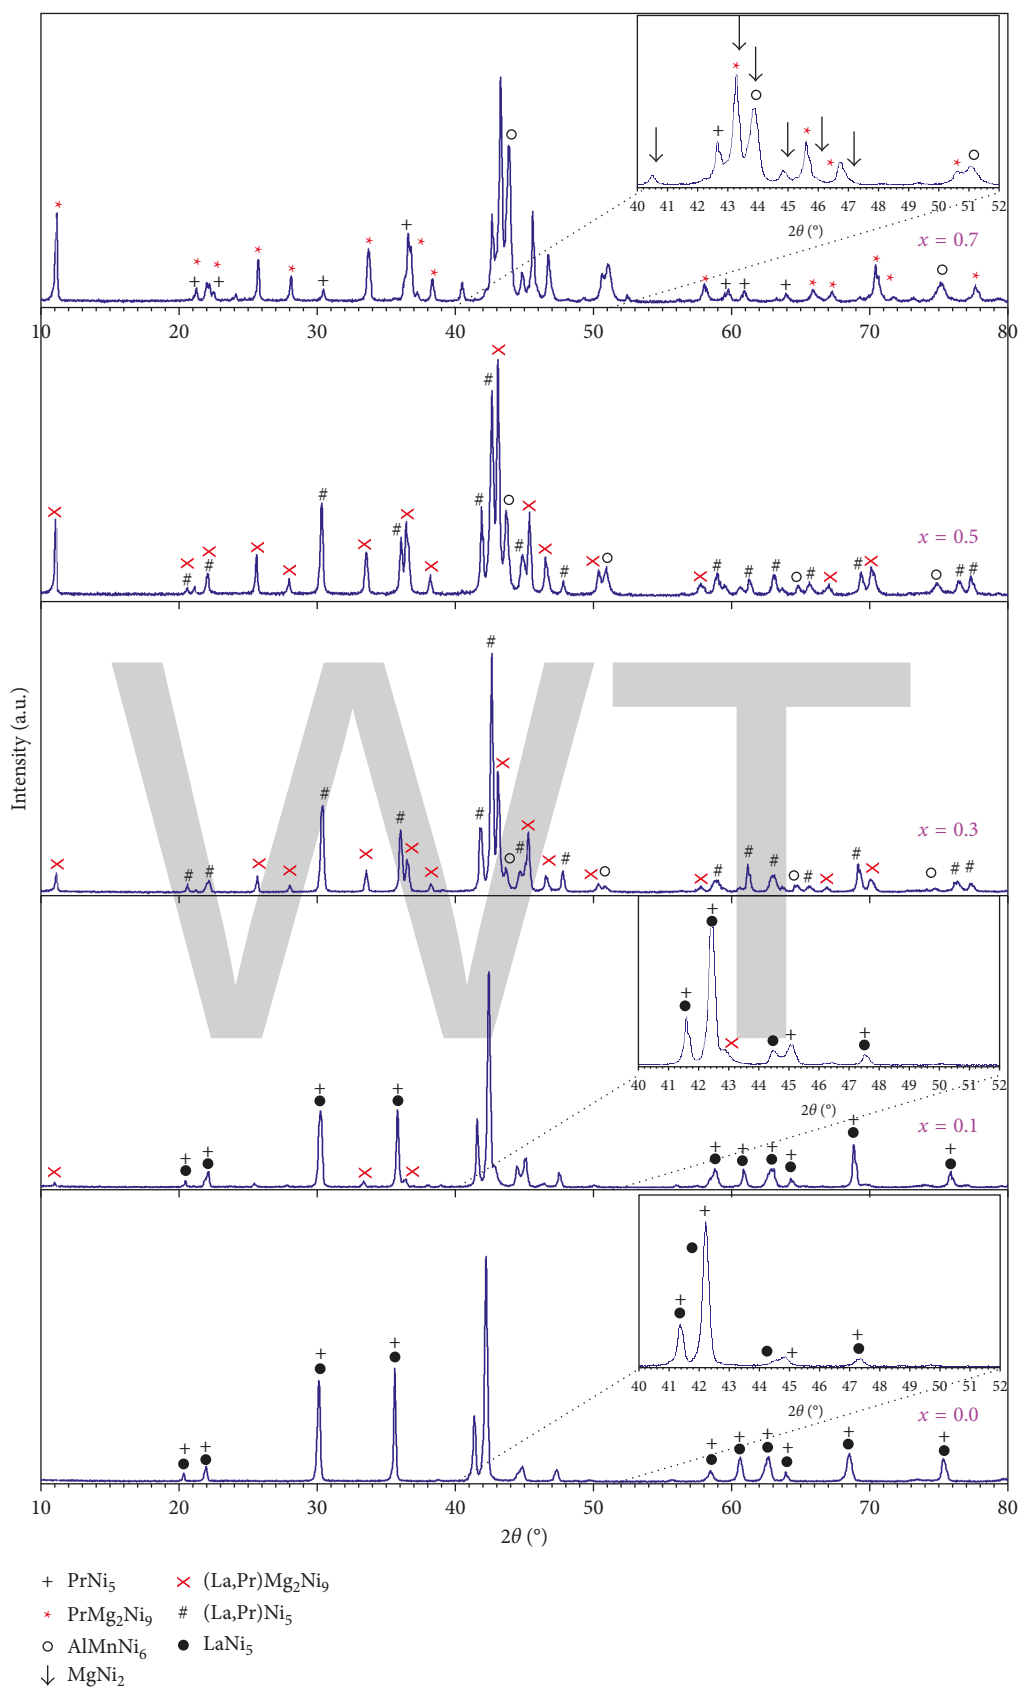 40 41 42 43 44 45 46 47 48 49 50 51 52
2θ (°)
x = 0.7
10 20 30 40 50 60 70 80
x = 0.5
WT
Intensity (a.u.)
x = 0.3
40 41 42 43 44 45 46 47 48 49 50 51 52
2θ (°)
x = 0.1
40 41 42 43 44 45 46 47 48 49 50 51 52
2θ (°)
x = 0.0
10 20 30 40 50 60 70 80
2θ (°)
+ PrNi5 × (La,Pr)Mg2Ni9
* PrMg2Ni9 # (La,Pr)Ni5
○ AlMnNi6 ● LaNi5
↓ MgNi2